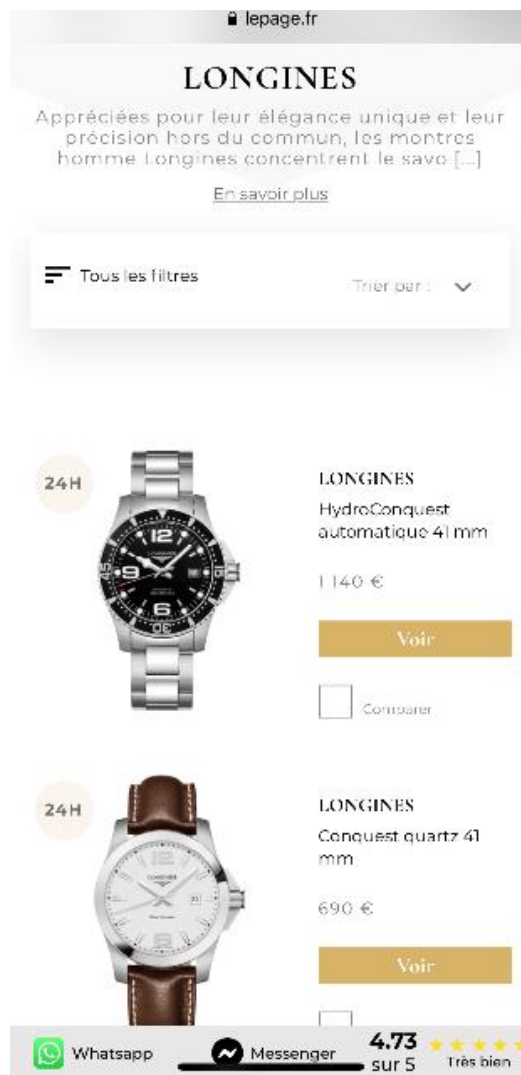 lepage.fr
LONGINES
Appréciées pour leur élégance unique et leur
précision hors du commun, les montres
homme Longines concentrent le savo [...]
En savoir plus
Tous les filtres
Trier par :
24H
LONGINES
HydroConquest
automatique 41 mm
1 140 €
Voir
Comparer
24H
LONGINES
Conquest quartz 41
mm
690 €
Voir
Whatsapp
Messenger
4.73
sur 5
Très bien